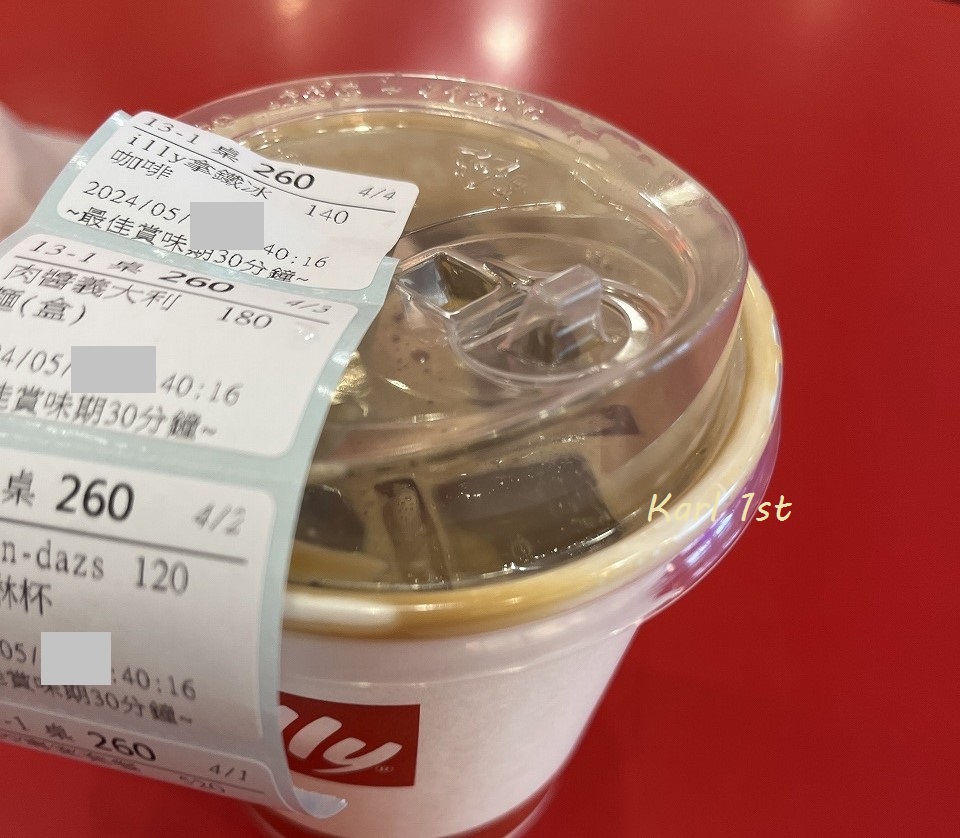 13-1 桌 260 4/4
illy拿鐵冰 140
咖啡
2024/05/ 40:16
~最佳賞味期30分鐘~
13-1 桌 260 4/3
肉醬義大利 180
麵(盒)
4/05/ 40:16
佳賞味期30分鐘~
桌 260 4/2
n-dazs 120
淋杯
05/ :40:16
賞味期30分鐘~
-1 桌 260 4/1
illy®
Karl 1st